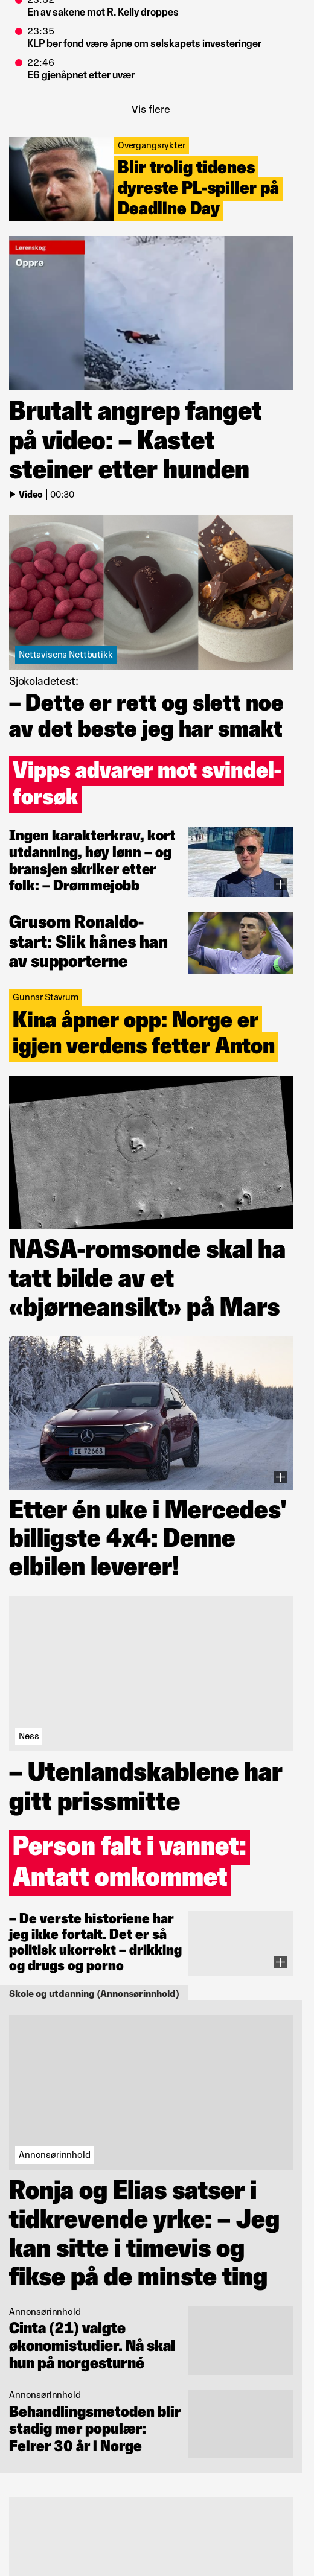 23:52
En av sakene mot R. Kelly droppes
23:35
KLP ber fond være åpne om selskapets investeringer
22:46
E6 gjenåpnet etter uvær
Vis flere
Overgangsrykter
Blir trolig tidenes
dyreste PL-spiller på
Deadline Day
Lørenskog
Opprø
Brutalt angrep fanget
på video: – Kastet
steiner etter hunden
Video | 00:30
Nettavisens Nettbutikk
Sjokoladetest:
– Dette er rett og slett noe
av det beste jeg har smakt
Vipps advarer mot svindel-
forsøk
Ingen karakterkrav, kort
utdanning, høy lønn – og
bransjen skriker etter
folk: – Drømmejobb
Grusom Ronaldo-
start: Slik hånes han
av supporterne
Gunnar Stavrum
Kina åpner opp: Norge er
igjen verdens fetter Anton
NASA-romsonde skal ha
tatt bilde av et
«bjørneansikt» på Mars
EE 72668
Etter én uke i Mercedes'
billigste 4x4: Denne
elbilen leverer!
Ness
– Utenlandskablene har
gitt prissmitte
Person falt i vannet:
Antatt omkommet
– De verste historiene har
jeg ikke fortalt. Det er så
politisk ukorrekt – drikking
og drugs og porno
Skole og utdanning (Annonsørinnhold)
Annonsørinnhold
Ronja og Elias satser i
tidkrevende yrke: – Jeg
kan sitte i timevis og
fikse på de minste ting
Annonsørinnhold
Cinta (21) valgte
økonomistudier. Nå skal
hun på norgesturné
Annonsørinnhold
Behandlingsmetoden blir
stadig mer populær:
Feirer 30 år i Norge